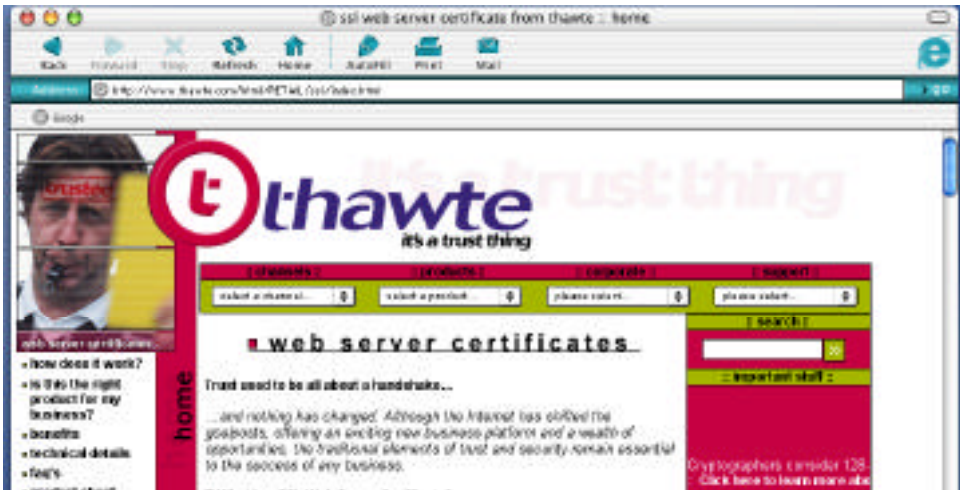 ssl web server certificate from thawte :: home
Back Forward Stop Refresh Home AutoFill Print Mail
Address
go
Google
trusted
it's a trust thing
t
thawte
it's a trust thing
:: channels :: :: products :: :: corporate :: :: support ::
select a channel... select a product... please select... please select...
:: search ::
web server certificates...
web server certificates
how does it work?
is this the right
product for my
business?
benefits
technical details
faq's
home
:: important stuff ::
Trust used to be all about a handshake...
...and nothing has changed. Although the Internet has shifted the
goalposts, offering an exciting new business platform and a wealth of
opportunities, the traditional elements of trust and security remain essential
to the success of any business.
Cryptographers consider 128-
Click here to learn more abo